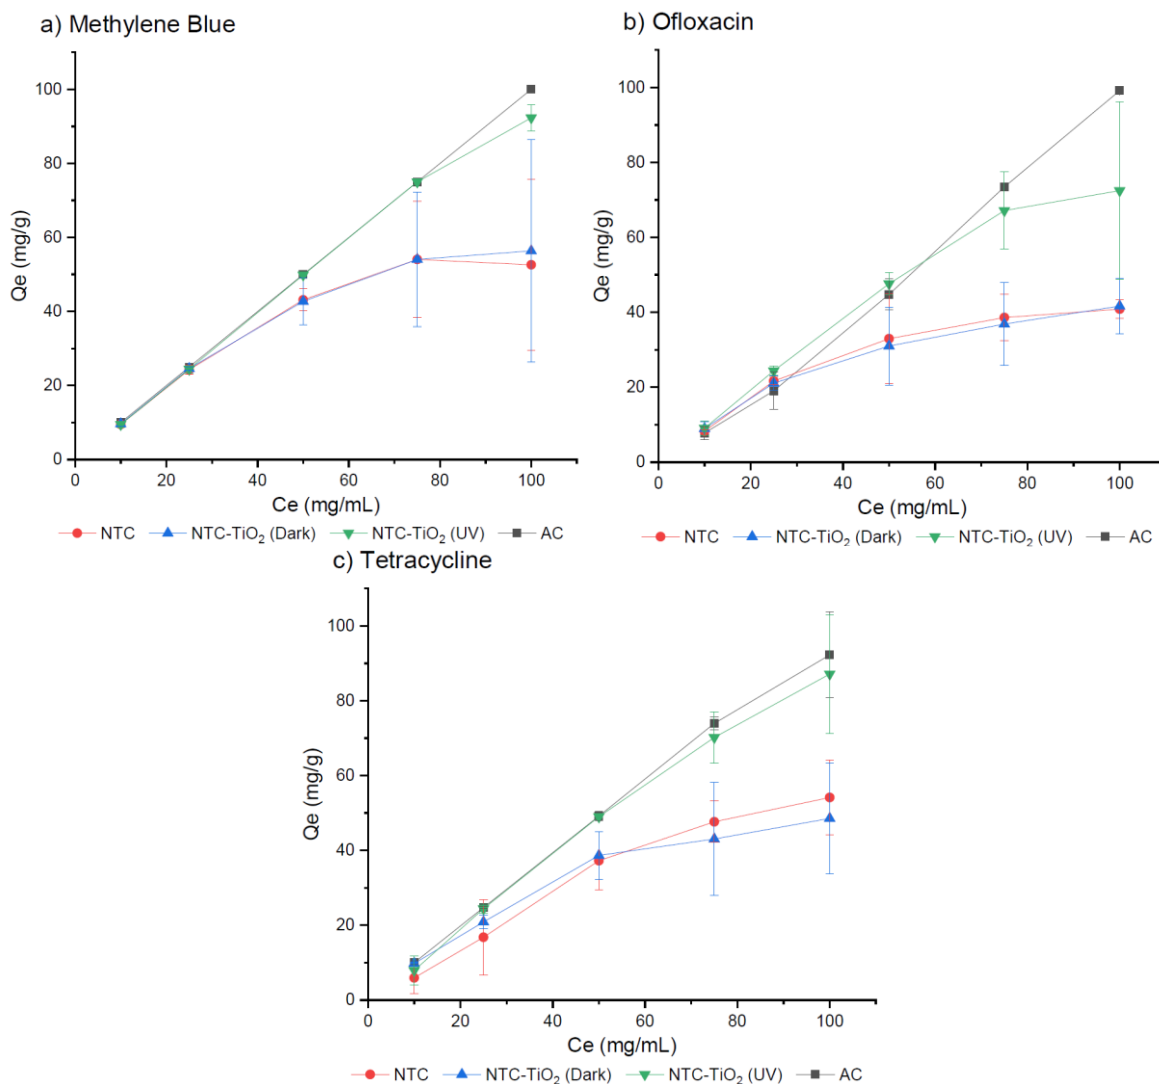 a) Methylene Blue
100
80
60
40
20
0
Qe (mg/g)
0 20 40 60 80 100
Ce (mg/mL)
NTC NTC-TiO₂ (Dark) NTC-TiO₂ (UV) AC
b) Ofloxacin
100
80
60
40
20
0
Qe (mg/g)
0 20 40 60 80 100
Ce (mg/mL)
NTC NTC-TiO₂ (Dark) NTC-TiO₂ (UV) AC
c) Tetracycline
100
80
60
40
20
0
Qe (mg/g)
0 20 40 60 80 100
Ce (mg/mL)
NTC NTC-TiO₂ (Dark) NTC-TiO₂ (UV) AC